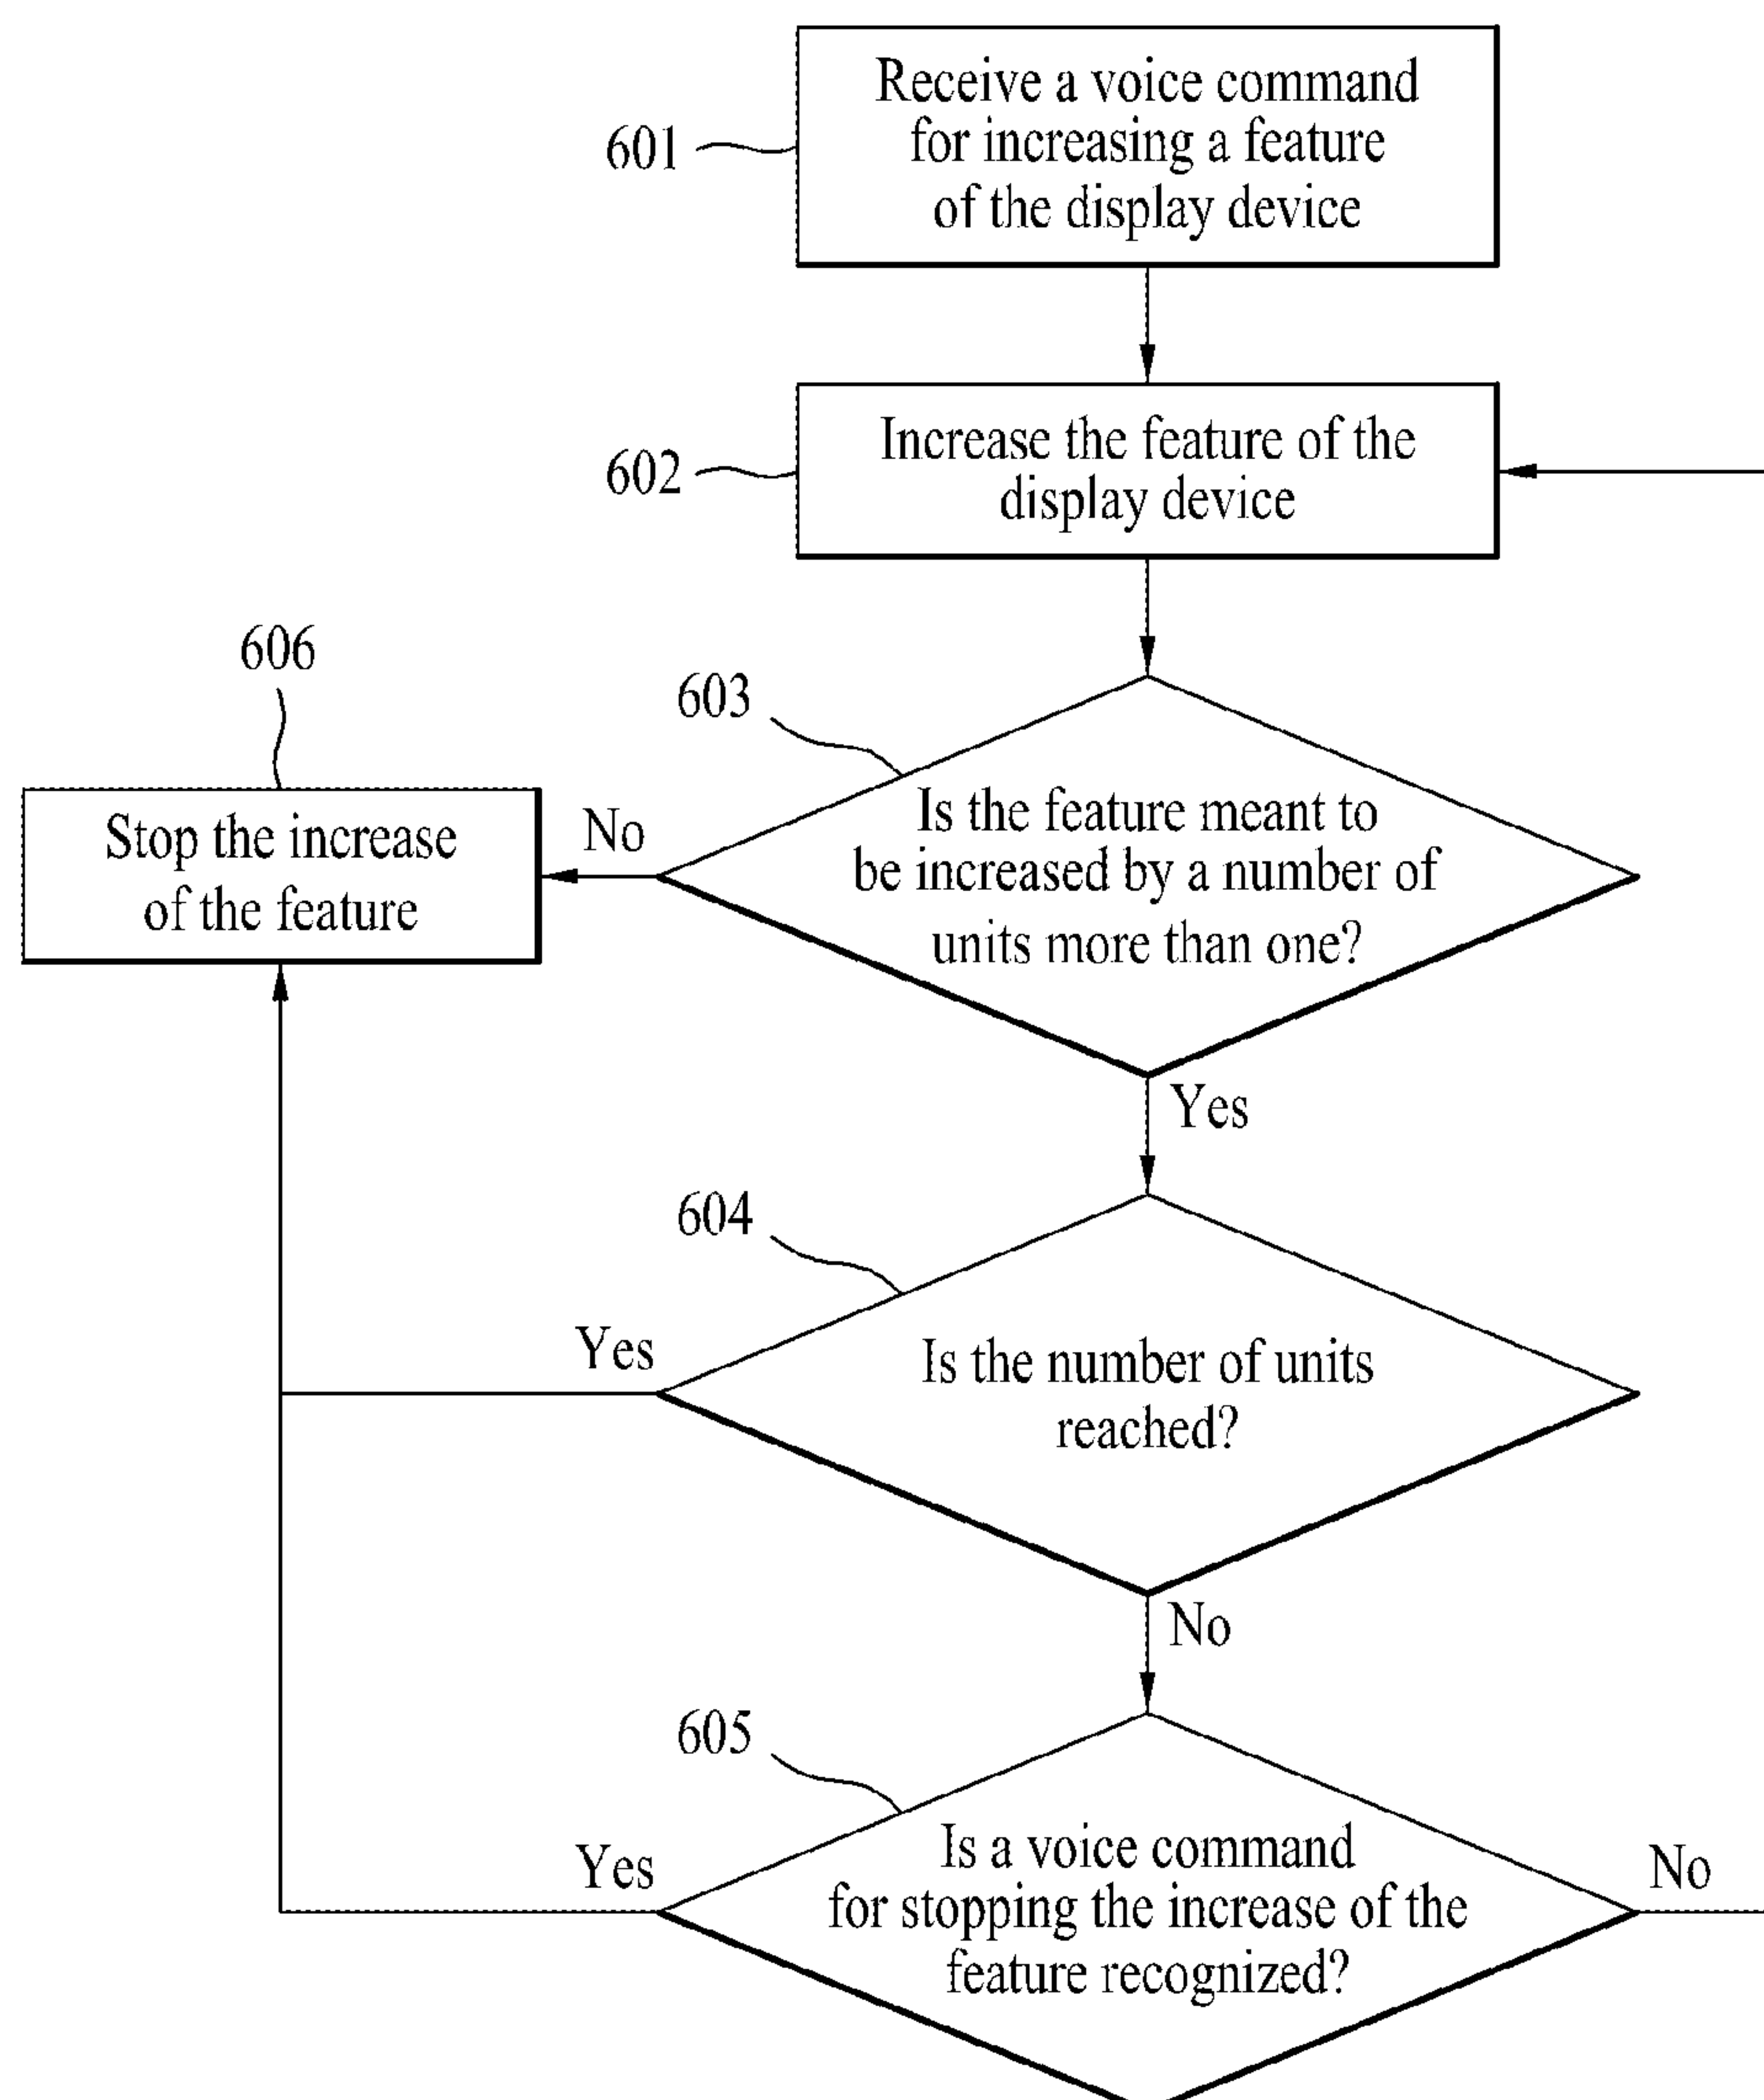 601
Receive a voice command
for increasing a feature
of the display device
602
Increase the feature of the
display device
606
Stop the increase
of the feature
603
No
Is the feature meant to
be increased by a number of
units more than one?
Yes
604
Yes
Is the number of units
reached?
No
605
Yes
Is a voice command
for stopping the increase of the
feature recognized?
No